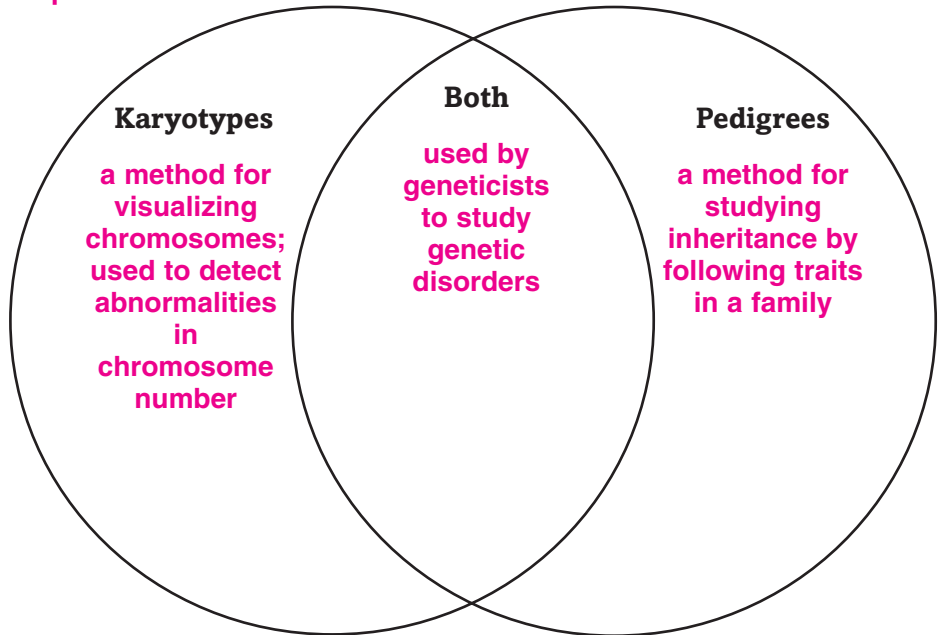 Karyotypes
a method for
visualizing
chromosomes;
used to detect
abnormalities
in
chromosome
number
Both
used by
geneticists
to study
genetic
disorders
Pedigrees
a method for
studying
inheritance by
following traits
in a family